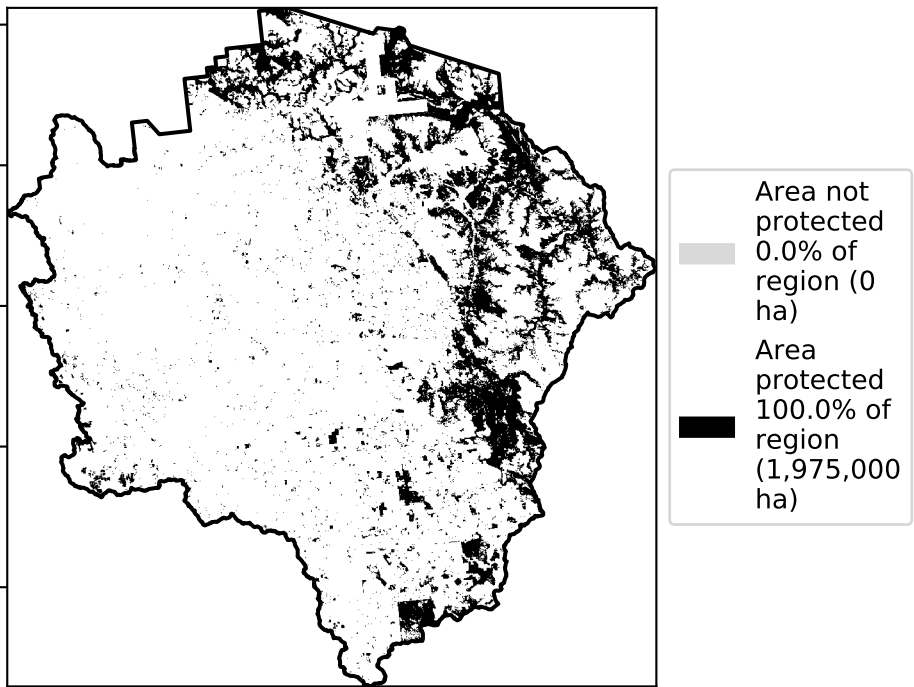 Area not
protected
0.0% of
region (0
ha)
Area
protected
100.0% of
region
(1,975,000
ha)